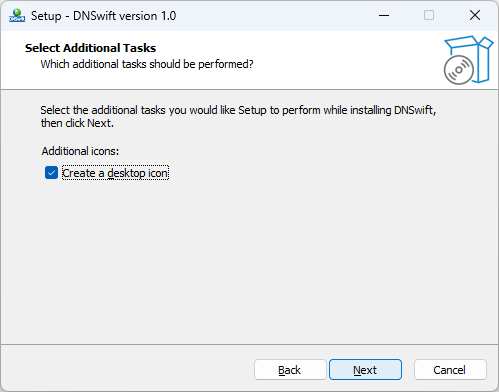 Setup - DNSwift version 1.0
Select Additional Tasks
Which additional tasks should be performed?
Select the additional tasks you would like Setup to perform while installing DNSwift,
then click Next.
Additional icons:
Create a desktop icon
Back
Next
Cancel